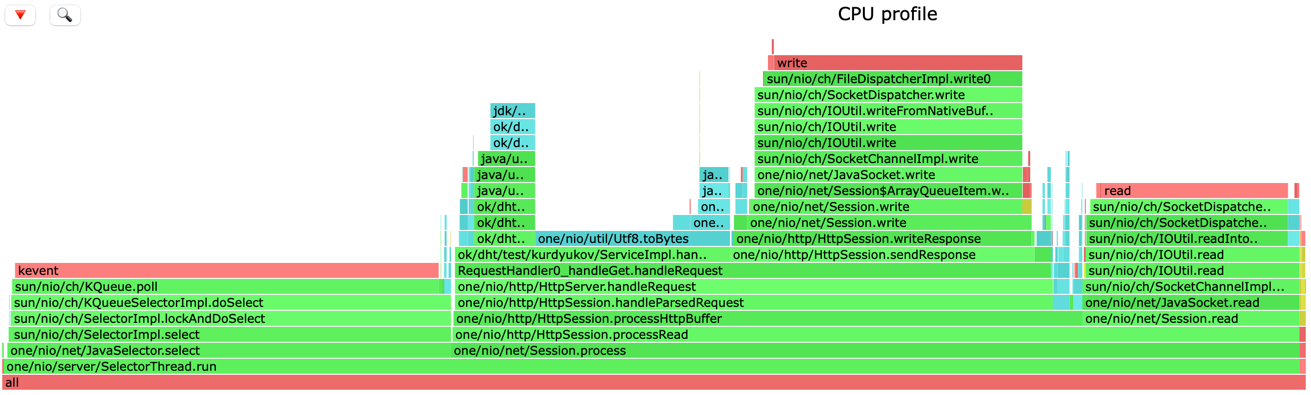 CPU profile
write
sun/nio/ch/FileDispatcherImpl.write0
sun/nio/ch/SocketDispatcher.write
jdk/..
sun/nio/ch/IOUtil.writeFromNativeBuf..
ok/d..
sun/nio/ch/IOUtil.write
ok/d..
sun/nio/ch/IOUtil.write
java/u..
sun/nio/ch/SocketChannelImpl.write
java/u..
ja..
one/nio/net/JavaSocket.write
java/u..
ja..
one/nio/net/Session$ArrayQueueItem.w..
read
ok/dht..
on..
one/nio/net/Session.write
sun/nio/ch/SocketDispatche..
ok/dht..
one..
one/nio/net/Session.write
sun/nio/ch/SocketDispatche..
ok/dht..
one/nio/util/Utf8.toBytes
one/nio/http/HttpSession.writeResponse
sun/nio/ch/IOUtil.readInto..
ok/dht/test/kurdyukov/ServiceImpl.han..
one/nio/http/HttpSession.sendResponse
sun/nio/ch/IOUtil.read
kevent
RequestHandler0_handleGet.handleRequest
sun/nio/ch/IOUtil.read
sun/nio/ch/KQueue.poll
one/nio/http/HttpServer.handleRequest
sun/nio/ch/SocketChannelImpl...
sun/nio/ch/KQueueSelectorImpl.doSelect
one/nio/http/HttpSession.handleParsedRequest
one/nio/net/JavaSocket.read
sun/nio/ch/SelectorImpl.lockAndDoSelect
one/nio/http/HttpSession.processHttpBuffer
one/nio/net/Session.read
sun/nio/ch/SelectorImpl.select
one/nio/http/HttpSession.processRead
one/nio/net/JavaSelector.select
one/nio/net/Session.process
one/nio/server/SelectorThread.run
all